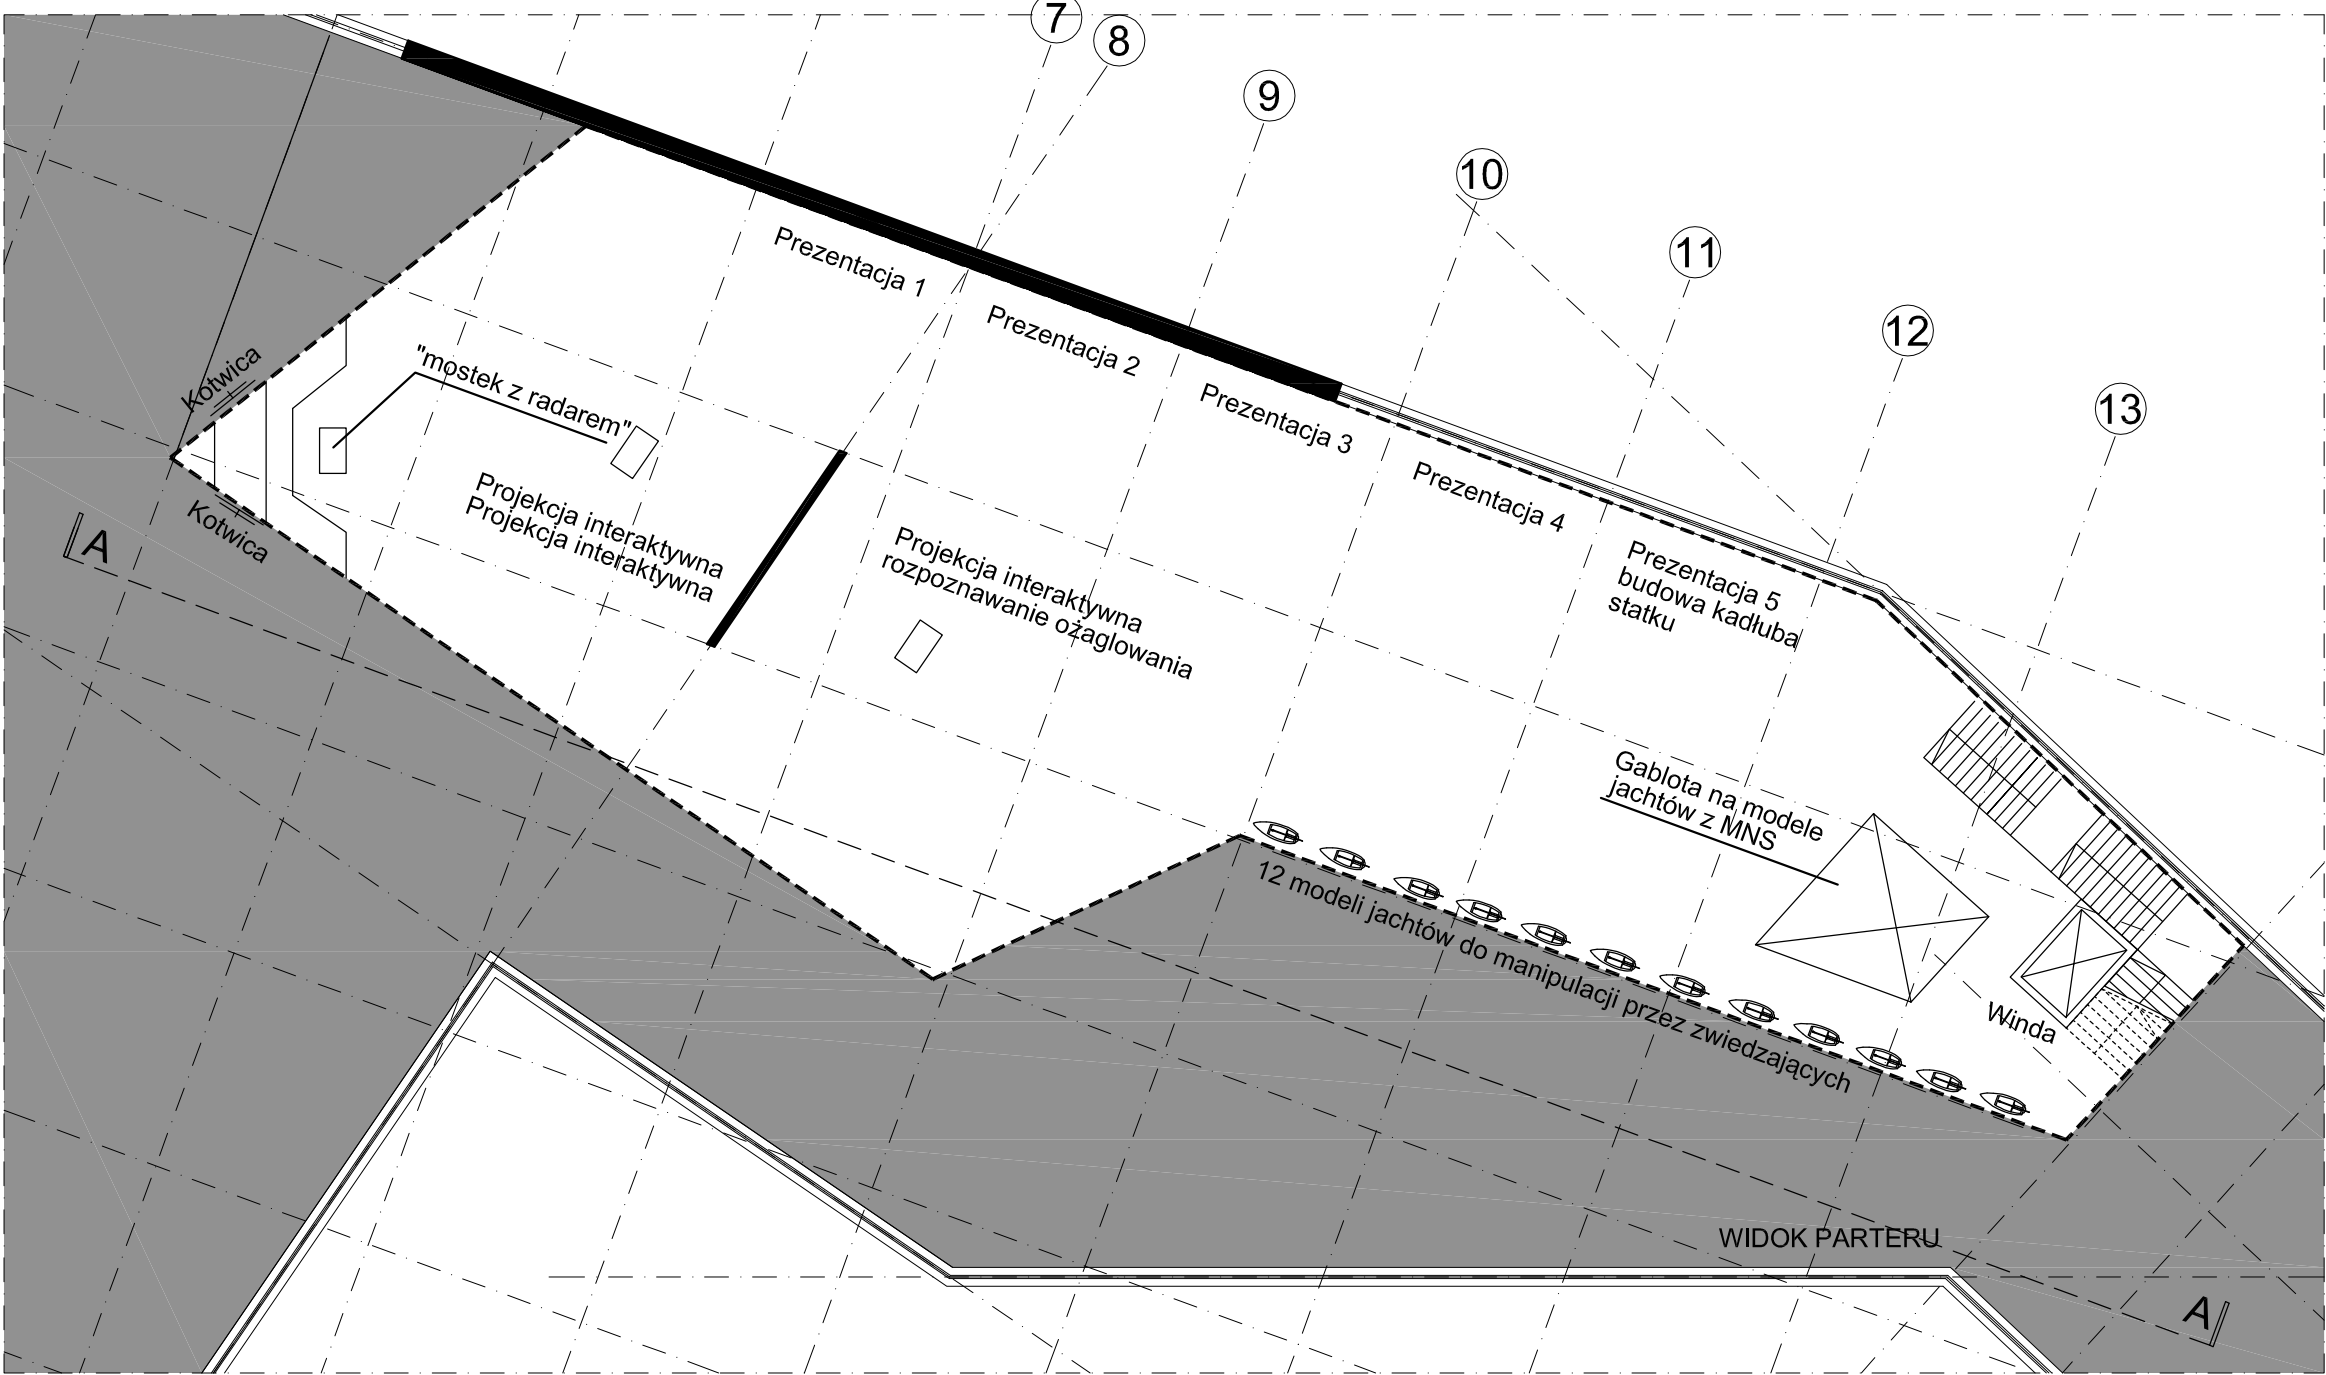 7
8
9
10
11
12
13
Prezentacja 1
Prezentacja 2
Prezentacja 3
Prezentacja 4
Prezentacja 5
budowa kadłuba
statku
Kotwica
"mostek z radarem"
Kotwica
Projekcja interaktywna
Projekcja interaktywna
Projekcja interaktywna
rozpoznawanie ożaglowania
A
Gablota na modele
jachtów z MNS
12 modeli jachtów do manipulacji przez zwiedzających
Winda
WIDOK PARTERU
A